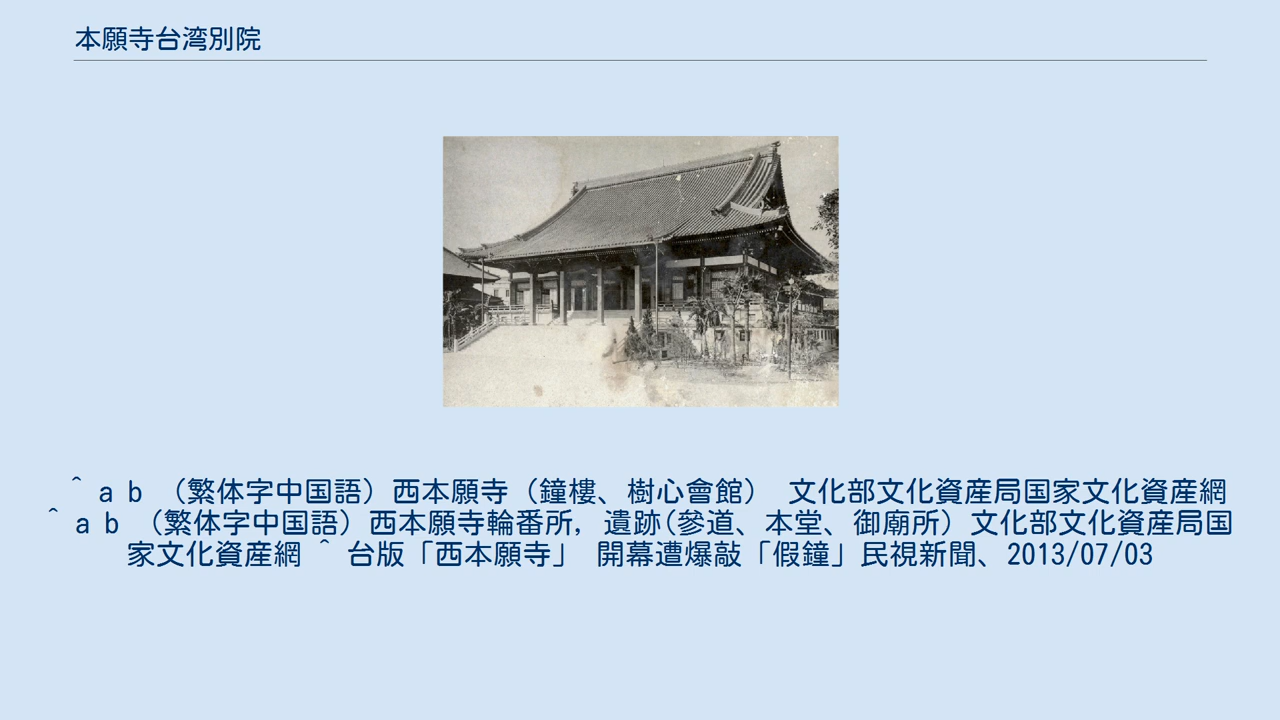 本願寺台湾別院
＾ a b （繁体字中国語）西本願寺（鐘樓、樹心會館） 文化部文化資産局国家文化資産網
＾ a b （繁体字中国語）西本願寺輪番所, 遺跡(參道、本堂、御廟所) 文化部文化資産局国
家文化資産網 ＾ 台版「西本願寺」 開幕遭爆敲「假鐘」民視新聞、2013/07/03